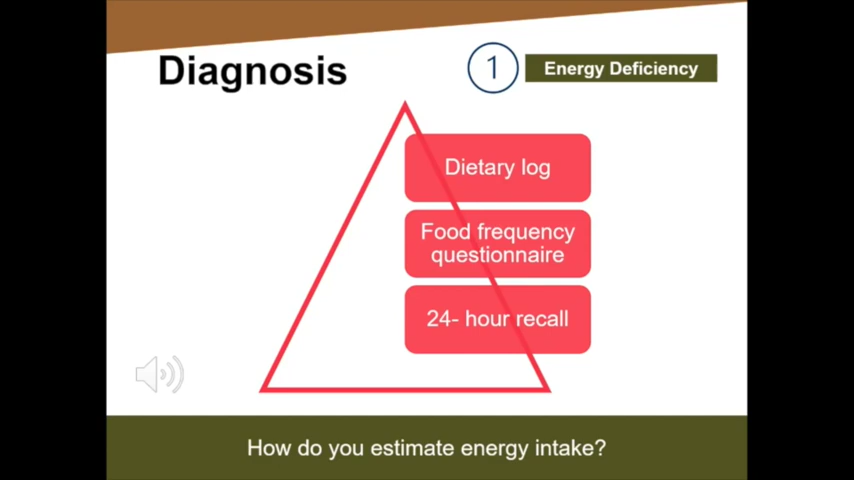 Diagnosis
1
Energy Deficiency
Dietary log
Food frequency
questionnaire
24- hour recall
How do you estimate energy intake?